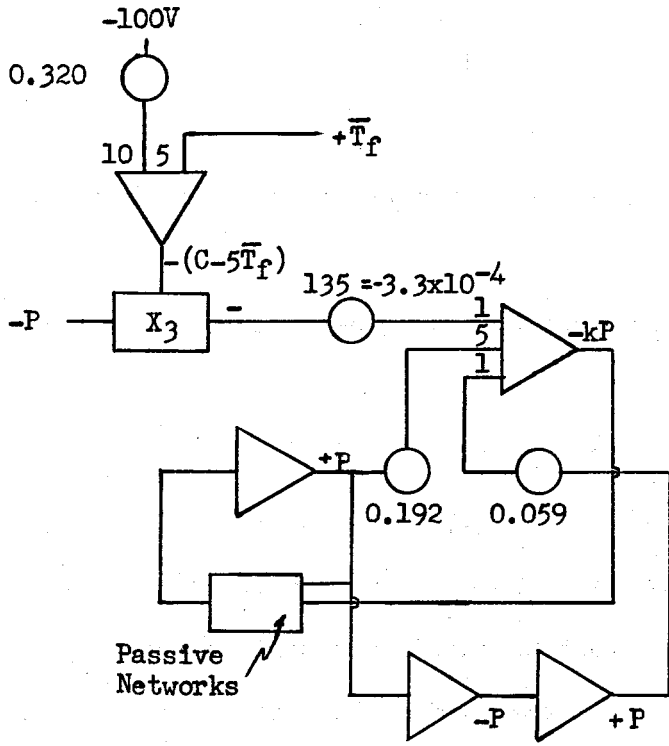 -100V
0.320
10 5
+T̅f
-(C-5T̅f)
135 =-3.3x10⁻⁴
-P
X₃
-
1
5
1
-kP
+P
0.192
0.059
Passive
Networks
-P
+P